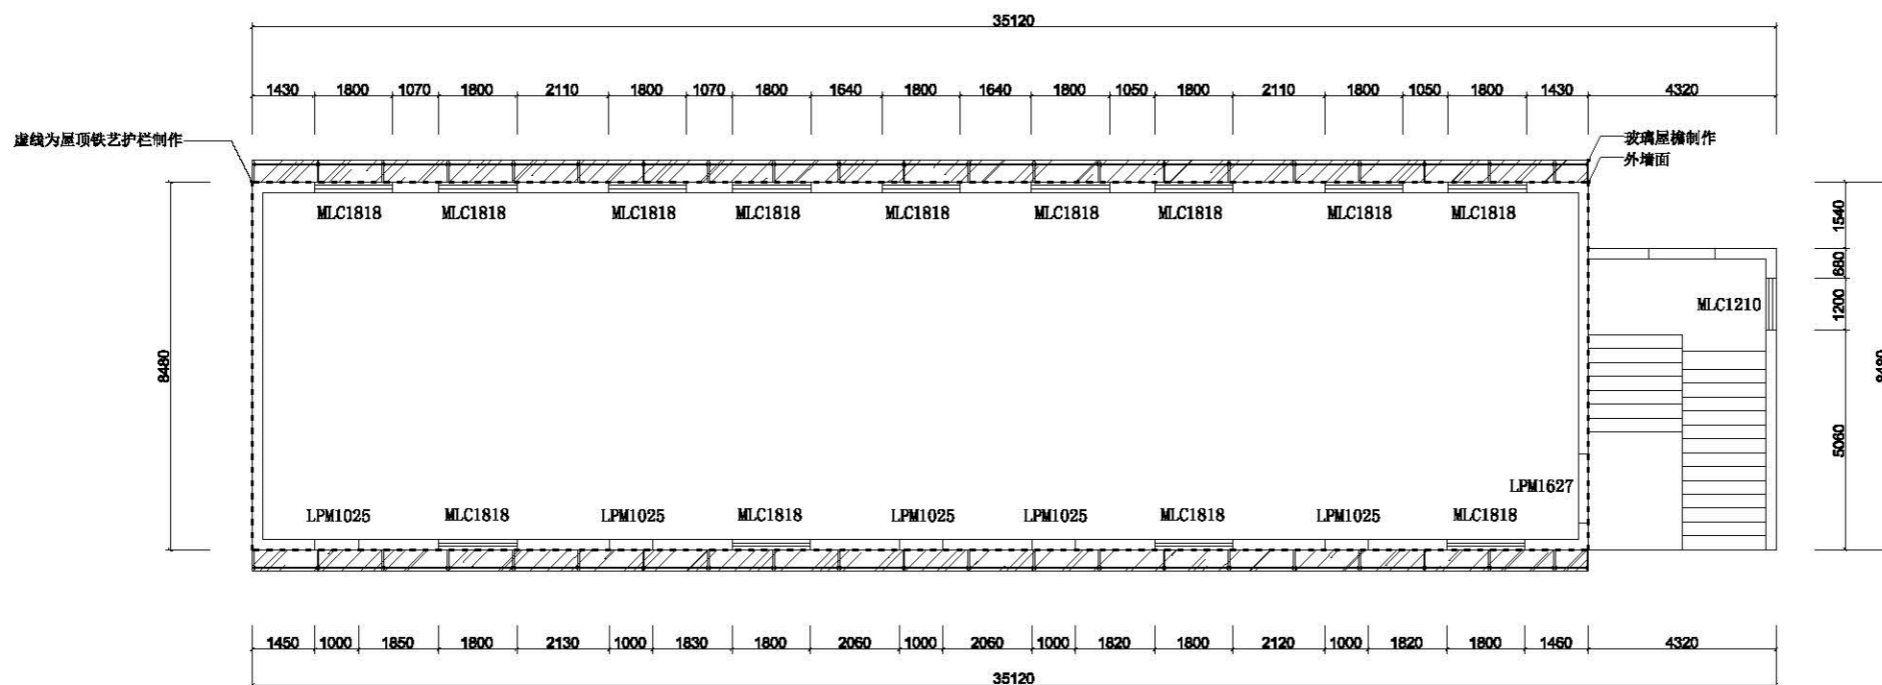 35120
1430 1800 1070 1800 2110 1800 1070 1800 1640 1800 1640 1800 1050 1800 2110 1800 1050 1800 1430 4320
虚线为屋顶铁艺护栏制作
玻璃屋檐制作
外墙面
MLC1818 MLC1818 MLC1818 MLC1818 MLC1818 MLC1818 MLC1818 MLC1818 MLC1818
1540
680
MLC1210
1200
8480
8480
5060
LPM1627
LPM1025 MLC1818 LPM1025 MLC1818 LPM1025 LPM1025 MLC1818 LPM1025 MLC1818
1450 1000 1850 1800 2130 1000 1830 1800 2060 1000 2060 1000 1820 1800 2120 1000 1820 1800 1460 4320
35120